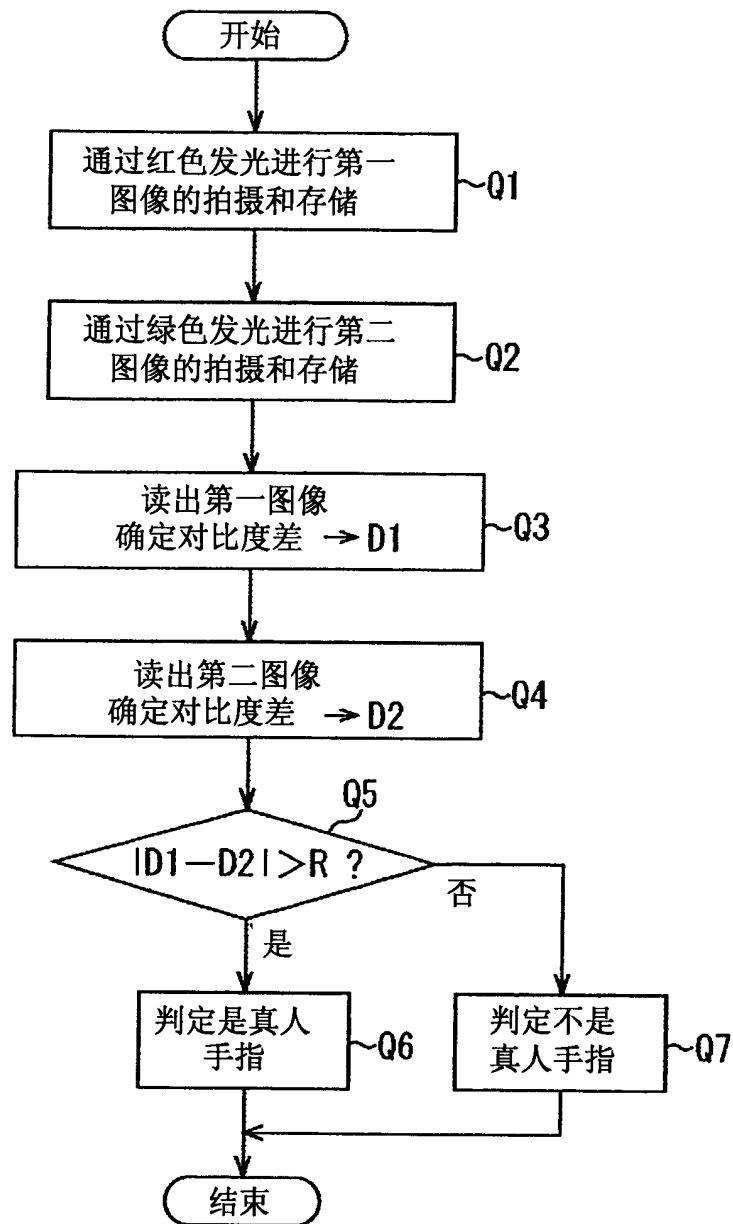 开始
通过红色发光进行第一
图像的拍摄和存储
Q1
通过绿色发光进行第二
图像的拍摄和存储
Q2
读出第一图像
确定对比度差 → D1
Q3
读出第二图像
确定对比度差 → D2
Q4
Q5
|D1-D2|>R ?
否
是
判定是真人
手指
Q6
判定不是
真人手指
Q7
结束